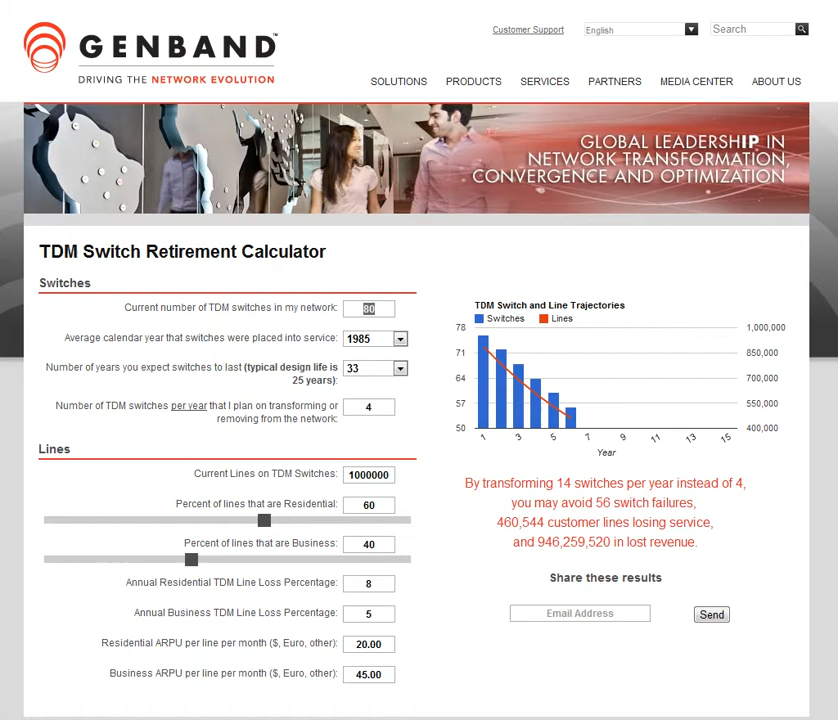 GENBAND™
DRIVING THE NETWORK EVOLUTION
Customer Support
English
Search
SOLUTIONS PRODUCTS SERVICES PARTNERS MEDIA CENTER ABOUT US
GLOBAL LEADERSHIP IN
NETWORK TRANSFORMATION,
CONVERGENCE AND OPTIMIZATION
TDM Switch Retirement Calculator
Switches
Current number of TDM switches in my network: 80
Average calendar year that switches were placed into service: 1985
Number of years you expect switches to last (typical design life is
25 years): 33
Number of TDM switches per year that I plan on transforming or
removing from the network: 4
Lines
Current Lines on TDM Switches: 1000000
Percent of lines that are Residential: 60
Percent of lines that are Business: 40
Annual Residential TDM Line Loss Percentage: 8
Annual Business TDM Line Loss Percentage: 5
Residential ARPU per line per month ($, Euro, other): 20.00
Business ARPU per line per month ($, Euro, other): 45.00
TDM Switch and Line Trajectories
Switches Lines
78 1,000,000
71 850,000
64 700,000
57 550,000
50 400,000
1 3 5 7 9 11 13 15
Year
By transforming 14 switches per year instead of 4,
you may avoid 56 switch failures,
460,544 customer lines losing service,
and 946,259,520 in lost revenue.
Share these results
Email Address
Send